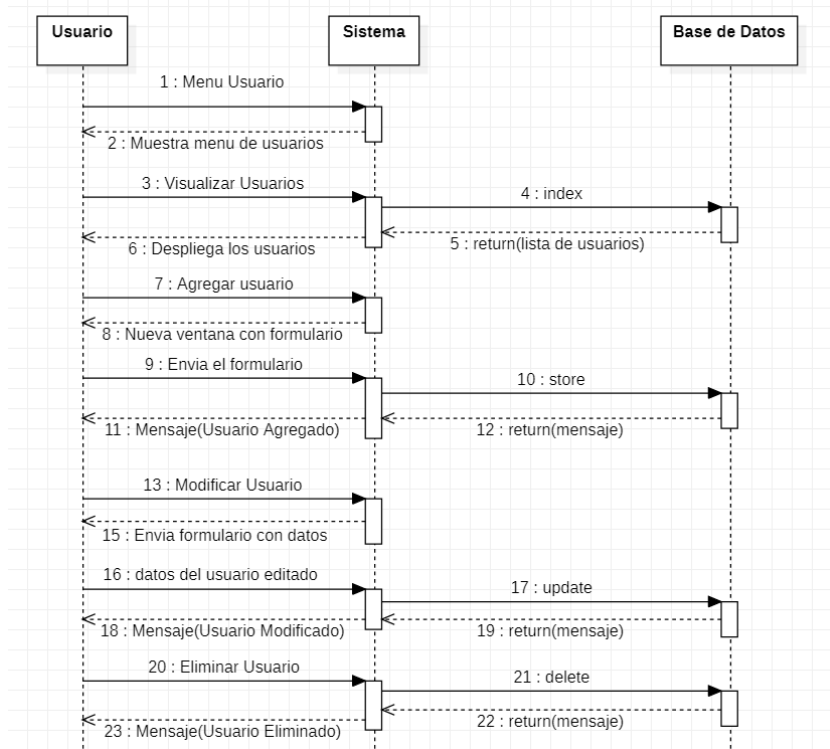 Usuario
Sistema
Base de Datos
1 : Menu Usuario
2 : Muestra menu de usuarios
3 : Visualizar Usuarios
4 : index
5 : return(lista de usuarios)
6 : Despliega los usuarios
7 : Agregar usuario
8 : Nueva ventana con formulario
9 : Envia el formulario
10 : store
11 : Mensaje(Usuario Agregado)
12 : return(mensaje)
13 : Modificar Usuario
15 : Envia formulario con datos
16 : datos del usuario editado
17 : update
18 : Mensaje(Usuario Modificado)
19 : return(mensaje)
20 : Eliminar Usuario
21 : delete
22 : return(mensaje)
23 : Mensaje(Usuario Eliminado)